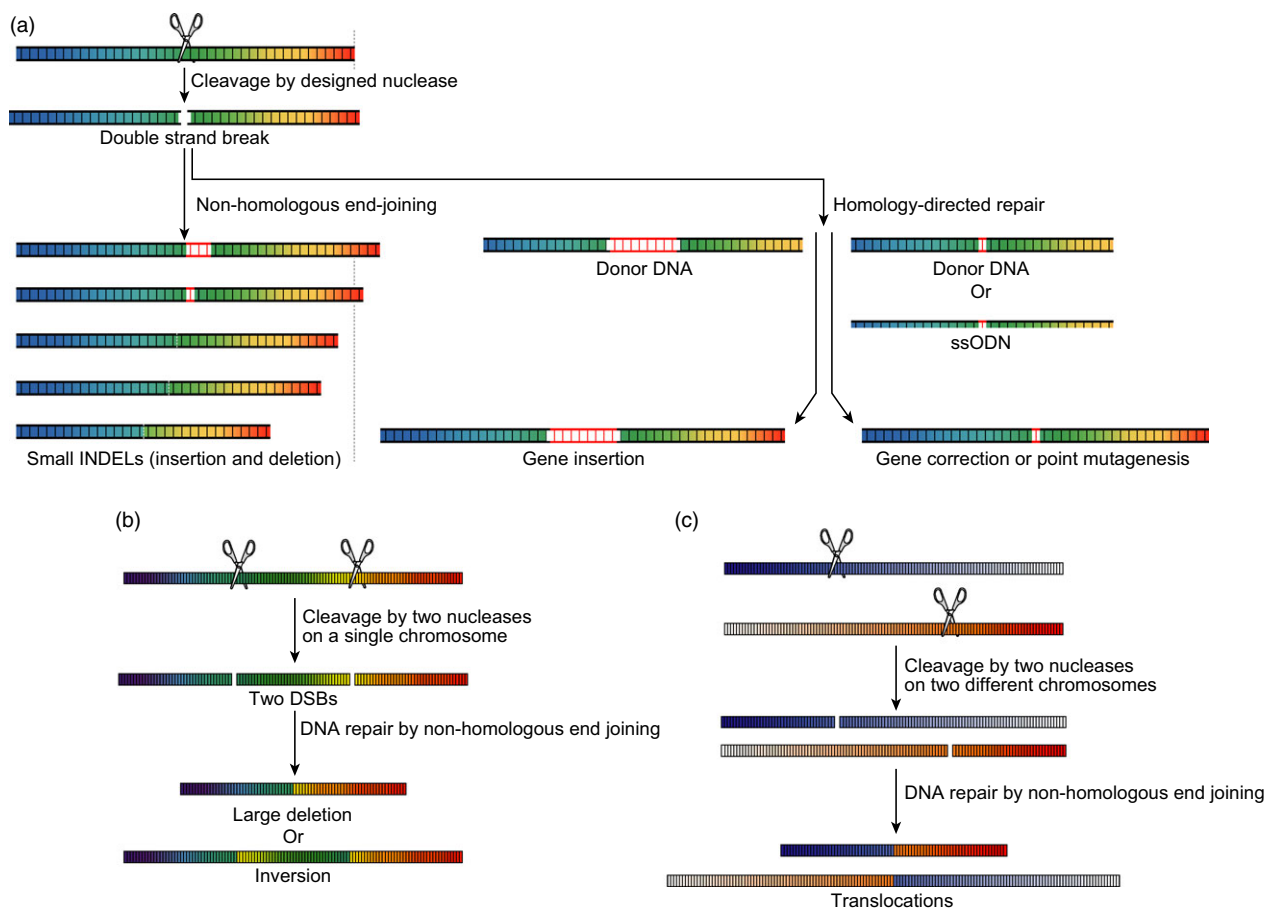 (a)
Cleavage by designed nuclease
Double strand break
Non-homologous end-joining
Homology-directed repair
Donor DNA
Donor DNA
Or
ssODN
Small INDELs (insertion and deletion)
Gene insertion
Gene correction or point mutagenesis
(b)
Cleavage by two nucleases
on a single chromosome
Two DSBs
DNA repair by non-homologous end joining
Large deletion
Or
Inversion
(c)
Cleavage by two nucleases
on two different chromosomes
DNA repair by non-homologous end joining
Translocations